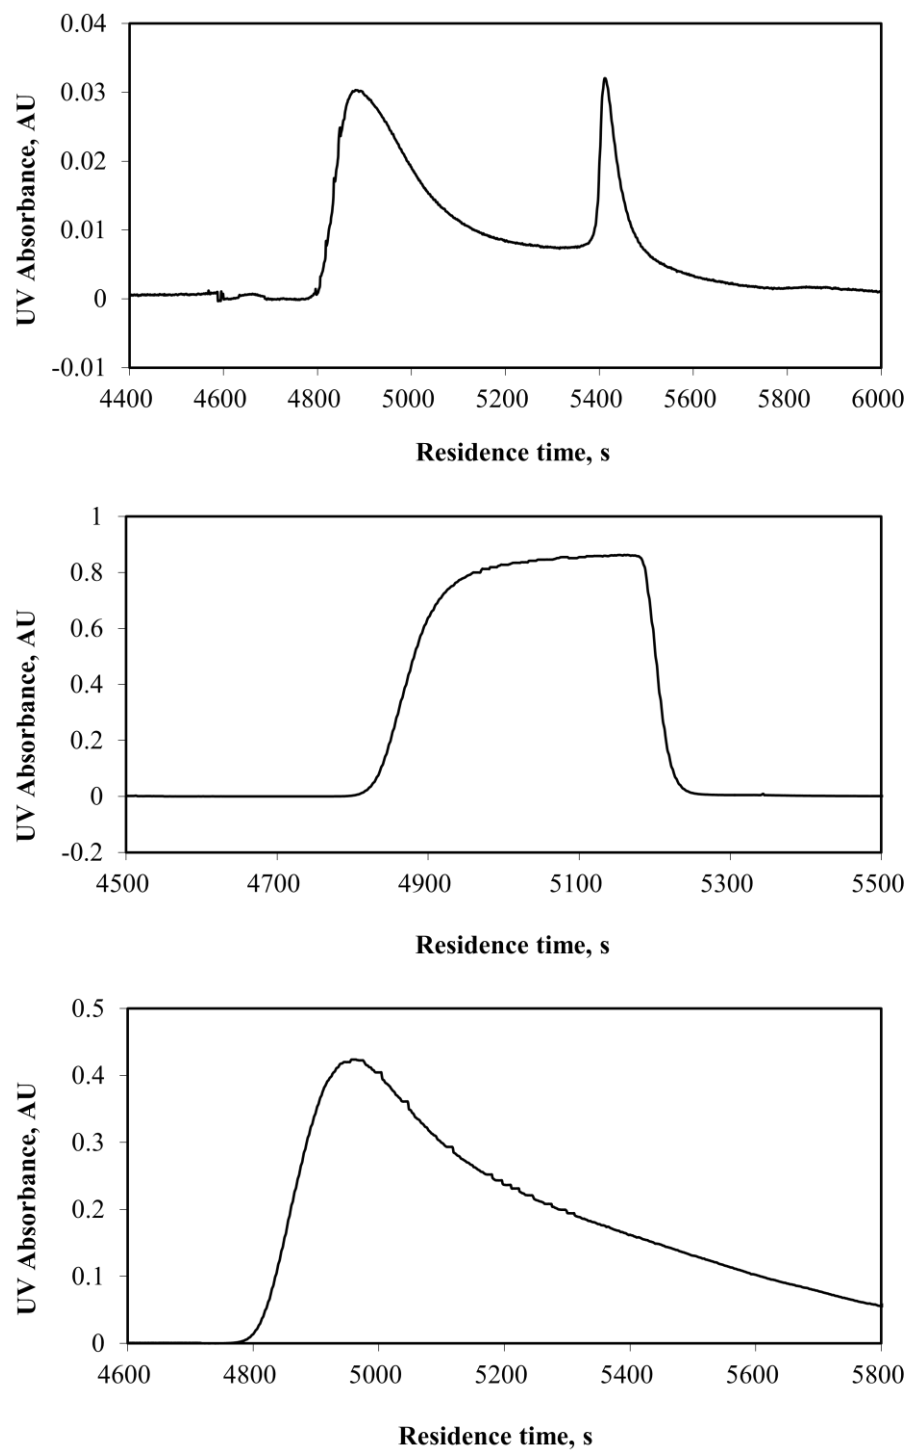 0.04
0.03
0.02
0.01
0
-0.01
4400 4600 4800 5000 5200 5400 5600 5800 6000
UV Absorbance, AU
Residence time, s
1
0.8
0.6
0.4
0.2
0
-0.2
4500 4700 4900 5100 5300 5500
UV Absorbance, AU
Residence time, s
0.5
0.4
0.3
0.2
0.1
0
4600 4800 5000 5200 5400 5600 5800
UV Absorbance, AU
Residence time, s